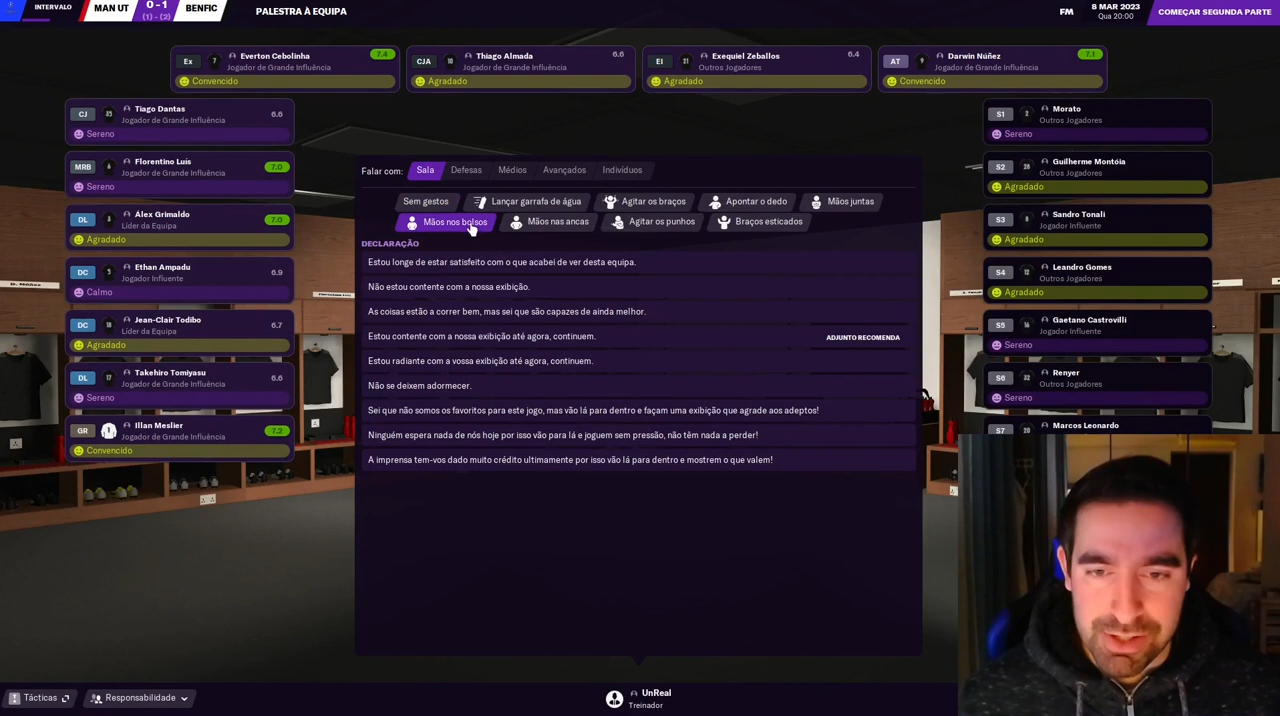 INTERVALO
MAN UT
0 - 1
(1) - (2)
BENFIC
PALESTRA À EQUIPA
FM
8 MAR 2023
Qua 20:00
COMEÇAR SEGUNDA PARTE
Ex 7 Everton Cebolinha 7.4
Jogador de Grande Influência
Convencido
CJA 10 Thiago Almada 6.6
Jogador de Grande Influência
Agradado
EI 21 Exequiel Zeballos 6.4
Outros Jogadores
Agradado
AT 9 Darwin Núñez 7.1
Jogador de Grande Influência
Convencido
CJ 85 Tiago Dantas 6.6
Jogador de Grande Influência
Sereno
MRB 6 Florentino Luís 7.0
Jogador de Grande Influência
Sereno
DL Álex Grimaldo 7.0
Jogador de Grande Influência
Agradado
DC 5 Ethan Ampadu 6.9
Jogador Influente
Calmo
DC 18 Jean-Clair Todibo 6.7
Líder da Equipa
Agradado
DL 17 Takehiro Tomiyasu 6.6
Jogador de Grande Influência
Sereno
GR 1 Illan Meslier 7.2
Jogador de Grande Influência
Convencido
Falar com: Sala Defesas Médios Avançados Indivíduos
Sem gestos Lançar garrafa de água Agitar os braços Apontar o dedo Mãos juntas
Mãos nos bolsos Mãos nas ancas Agitar os punhos Braços esticados
DECLARAÇÃO
Estou longe de estar satisfeito com o que acabei de ver desta equipa.
Não estou contente com a nossa exibição.
As coisas estão a correr bem, mas sei que são capazes de ainda melhor.
Estou contente com a nossa exibição até agora, continuem. ADJUNTO RECOMENDA
Estou radiante com a vossa exibição até agora, continuem.
Não se deixem adormecer.
Sei que não somos os favoritos para este jogo, mas vão lá para dentro e façam uma exibição que agrade aos adeptos!
Ninguém espera nada de nós hoje por isso vão para lá e joguem sem pressão, não têm nada a perder!
A imprensa tem-vos dado muito crédito ultimamente por isso vão lá para dentro e mostrem o que valem!
S1 2 Morato
Outros Jogadores
Sereno
S2 28 Guilherme Montóia
Outros Jogadores
Agradado
S3 8 Sandro Tonali
Jogador Influente
Agradado
S4 12 Leandro Gomes
Outros Jogadores
Agradado
S5 16 Gaetano Castrovilli
Jogador Influente
Sereno
S6 32 Renyer
Outros Jogadores
Sereno
S7 Marcos Leonardo
Tácticas
Responsabilidade
UnReal
Treinador